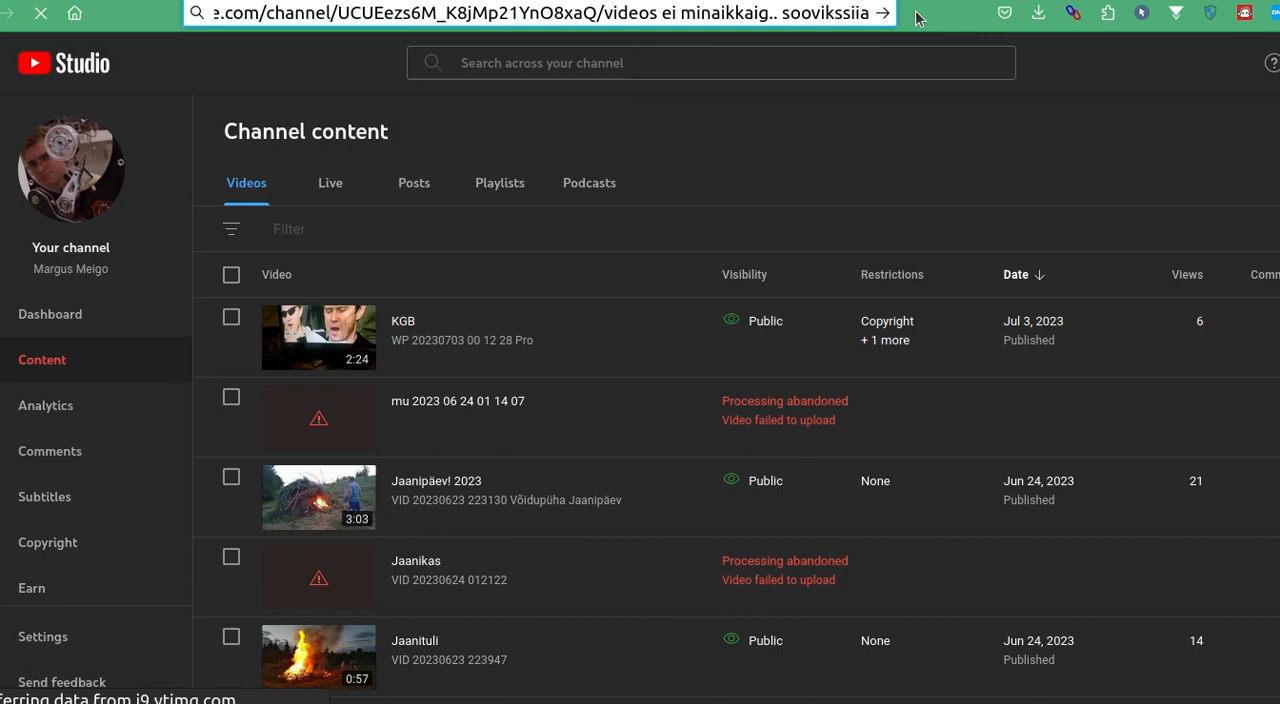 e.com/channel/UCUEezs6M_K8jMp21YnO8xaQ/videos ei minaikkaig.. soovikssiia
Studio
Search across your channel
Channel content
Videos Live Posts Playlists Podcasts
Filter
Your channel
Margus Meigo
Dashboard
Content
Analytics
Comments
Subtitles
Copyright
Earn
Settings
Send feedback
Video Visibility Restrictions Date Views Comm
KGB Public Copyright Jul 3, 2023 6
WP 20230703 00 12 28 Pro + 1 more Published
2:24
mu 2023 06 24 01 14 07 Processing abandoned
Video failed to upload
Jaanipäev! 2023 Public None Jun 24, 2023 21
VID 20230623 223130 Võidupüha Jaanipäev Published
3:03
Jaanikas Processing abandoned
VID 20230624 012122 Video failed to upload
Jaanituli Public None Jun 24, 2023 14
VID 20230623 223947 Published
0:57
ferring data from i9.ytimg.com